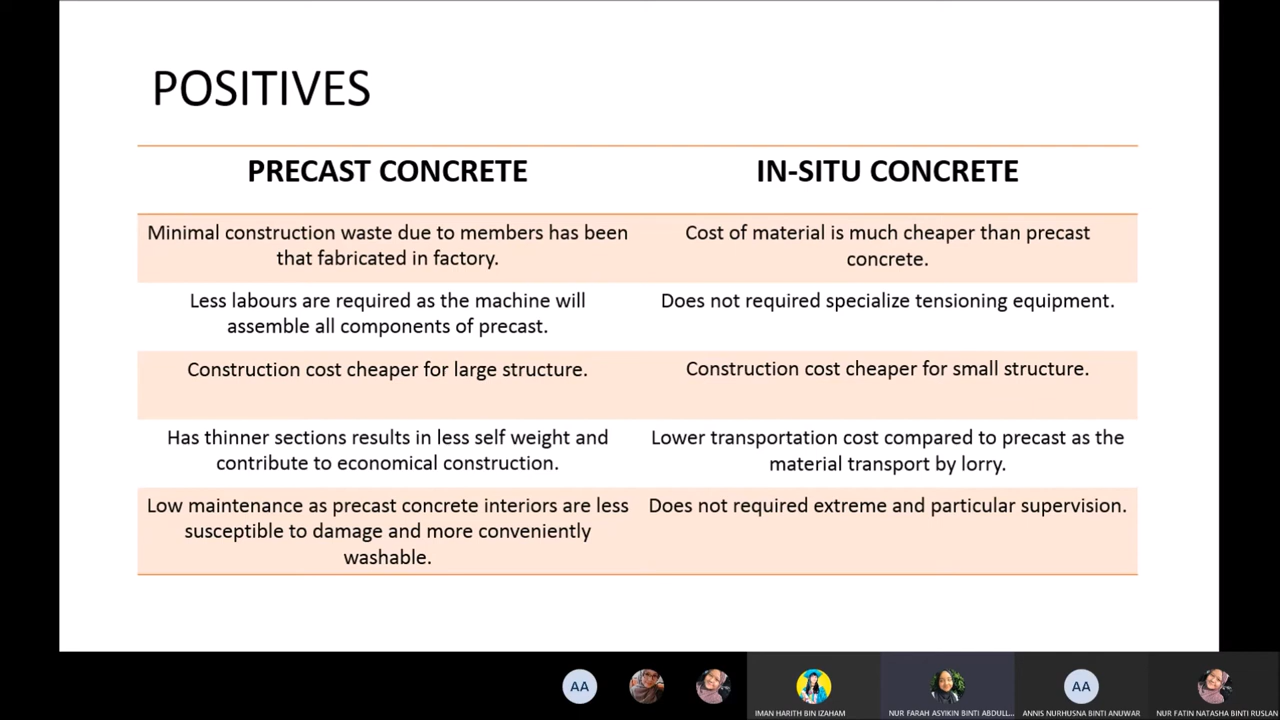 POSITIVES
PRECAST CONCRETE
IN-SITU CONCRETE
Minimal construction waste due to members has been
that fabricated in factory.
Cost of material is much cheaper than precast
concrete.
Less labours are required as the machine will
assemble all components of precast.
Does not required specialize tensioning equipment.
Construction cost cheaper for large structure.
Construction cost cheaper for small structure.
Has thinner sections results in less self weight and
contribute to economical construction.
Lower transportation cost compared to precast as the
material transport by lorry.
Low maintenance as precast concrete interiors are less
susceptible to damage and more conveniently
washable.
Does not required extreme and particular supervision.
AA
AA
IMAN HARITH BIN IZAHAM
NUR FARAH ASYIKIN BINTI ABDULL...
ANNIS NURHUSNA BINTI ANUWAR
NUR FATIN NATASHA BINTI RUSLAN